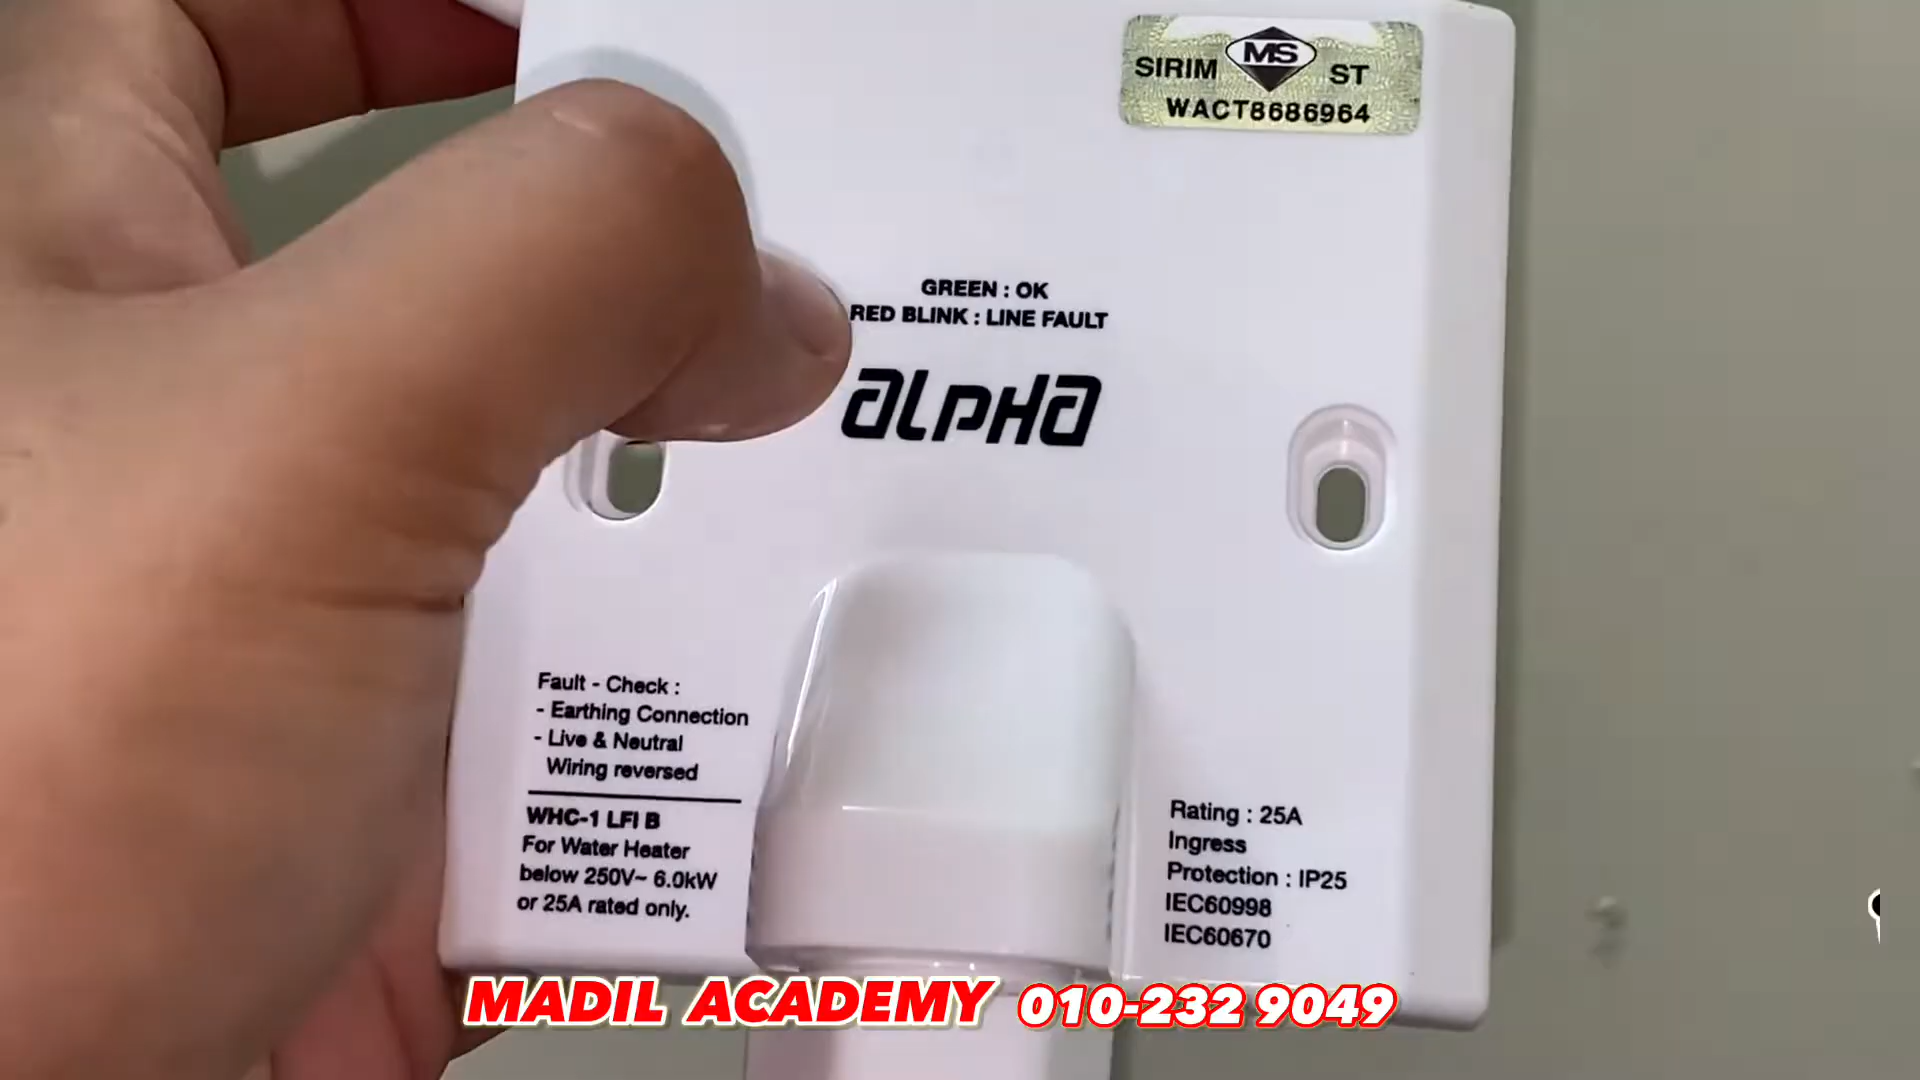 SIRIM MS ST
WACT8686964
GREEN : OK
RED BLINK : LINE FAULT
aLPHa
Fault - Check :
- Earthing Connection
- Live & Neutral
Wiring reversed
WHC-1 LFI B
For Water Heater
below 250V~ 6.0kW
or 25A rated only.
Rating : 25A
Ingress
Protection : IP25
IEC60998
IEC60670
MADIL ACADEMY 010-232 9049